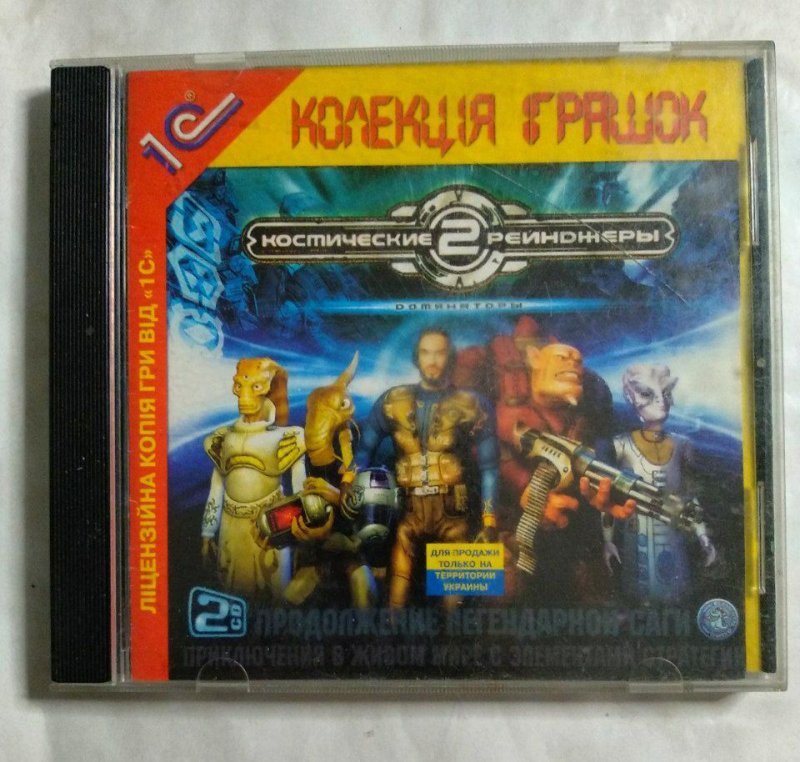 1С®
КОЛЕКЦІЯ ІГРАШОК
КОСМИЧЕСКИЕ 2 РЕЙНДЖЕРЫ
ДОМИНАТОРЫ
ЛІЦЕНЗІЙНА КОПІЯ ГРИ ВІД «1С»
ДЛЯ ПРОДАЖИ
ТОЛЬКО НА
ТЕРРИТОРИИ
УКРАИНЫ
2 CD
ПРОДОЛЖЕНИЕ ЛЕГЕНДАРНОЙ САГИ
ПРИКЛЮЧЕНИЯ В ЖИВОМ МИРЕ С ЭЛЕМЕНТАМИ СТРАТЕГИИ